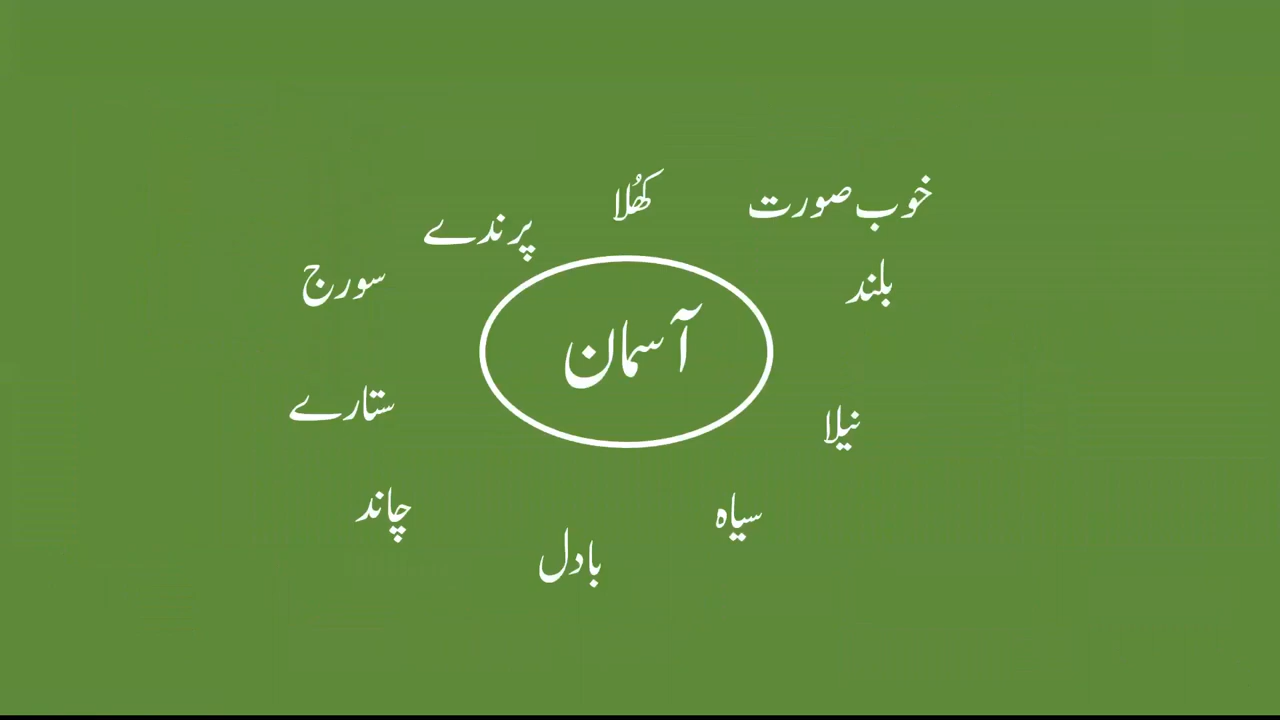 خوب صورت
کھُلا
پرندے
بلند
سورج
آسمان
ستارے
نیلا
چاند
سیاہ
بادل